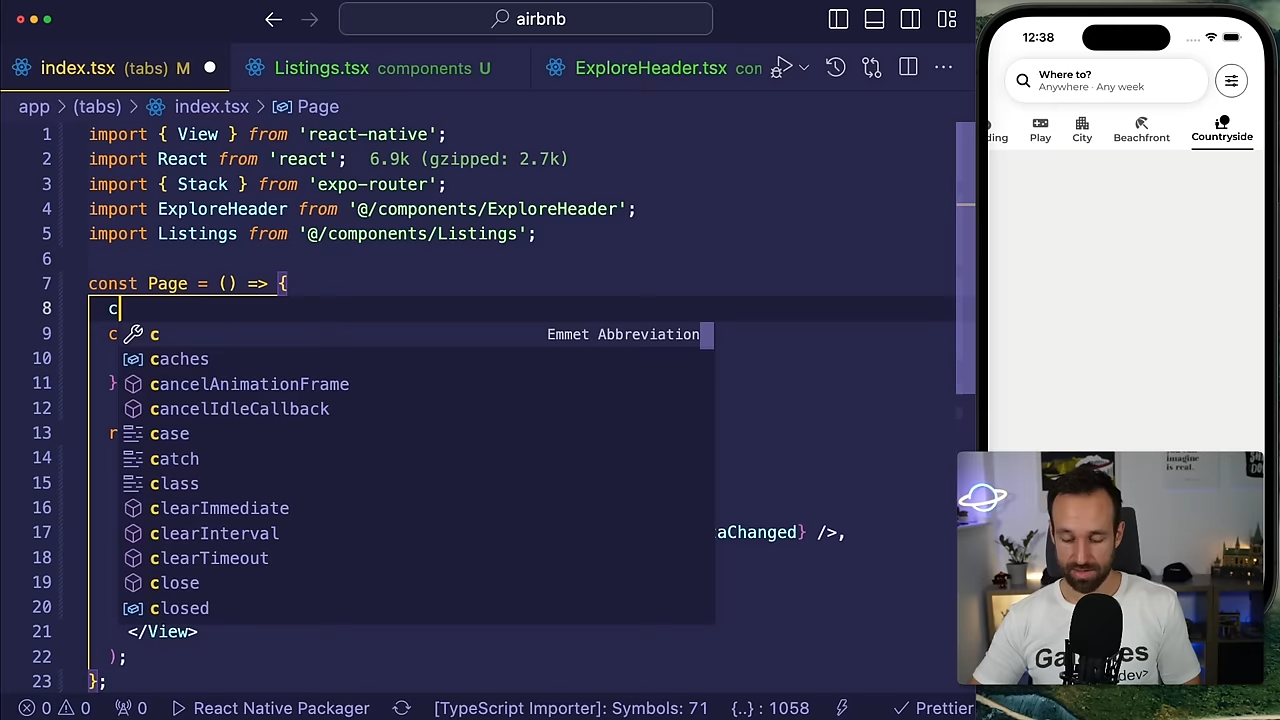 airbnb
index.tsx (tabs) M
Listings.tsx components U
ExploreHeader.tsx con
app > (tabs) > index.tsx > Page
1 import { View } from 'react-native';
2 import React from 'react'; 6.9k (gzipped: 2.7k)
3 import { Stack } from 'expo-router';
4 import ExploreHeader from '@/components/ExploreHeader';
5 import Listings from '@/components/Listings';
6
7 const Page = () => {
8 c
9 c c Emmet Abbreviation
10 caches
11 } cancelAnimationFrame
12 cancelIdleCallback
13 r case
14 catch
15 class
16 clearImmediate
17 clearInterval aChanged} />,
18 clearTimeout
19 close
20 closed
21 </View>
22 );
23 };
0 0 0 React Native Packager [TypeScript Importer]: Symbols: 71 {..} : 1058 Prettier
12:38
Where to?
Anywhere · Any week
ding Play City Beachfront Countryside
imagine
is real.